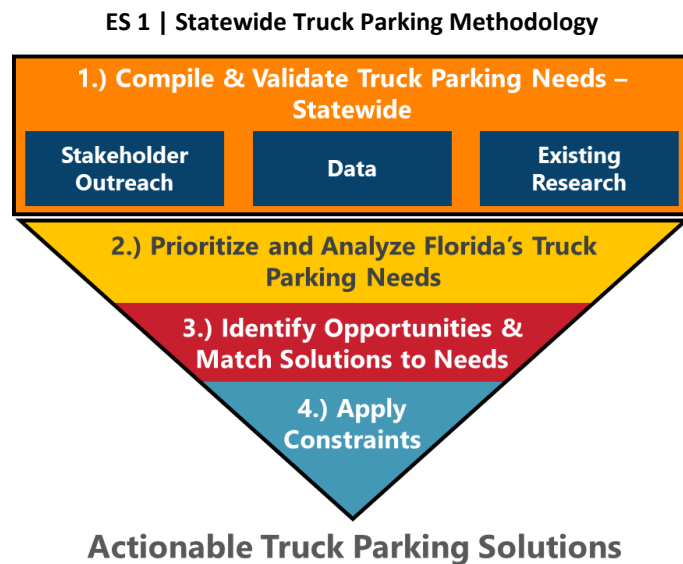 ES 1 | Statewide Truck Parking Methodology
1.) Compile & Validate Truck Parking Needs –
Statewide
Stakeholder
Outreach
Data
Existing
Research
2.) Prioritize and Analyze Florida's Truck
Parking Needs
3.) Identify Opportunities &
Match Solutions to Needs
4.) Apply
Constraints
Actionable Truck Parking Solutions